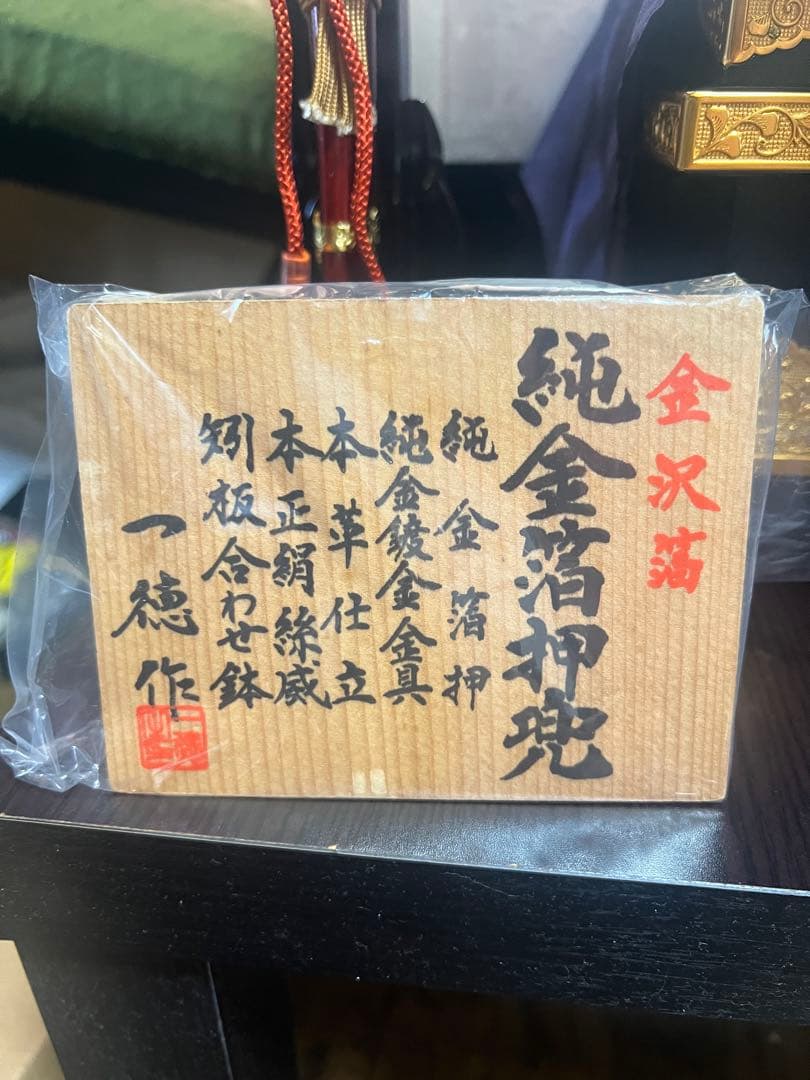 金沢箔
純金箔押兜
純金箔押
純金鍍金金具
本革仕立
本正絹絲威
矧板合わせ鉢
一徳作